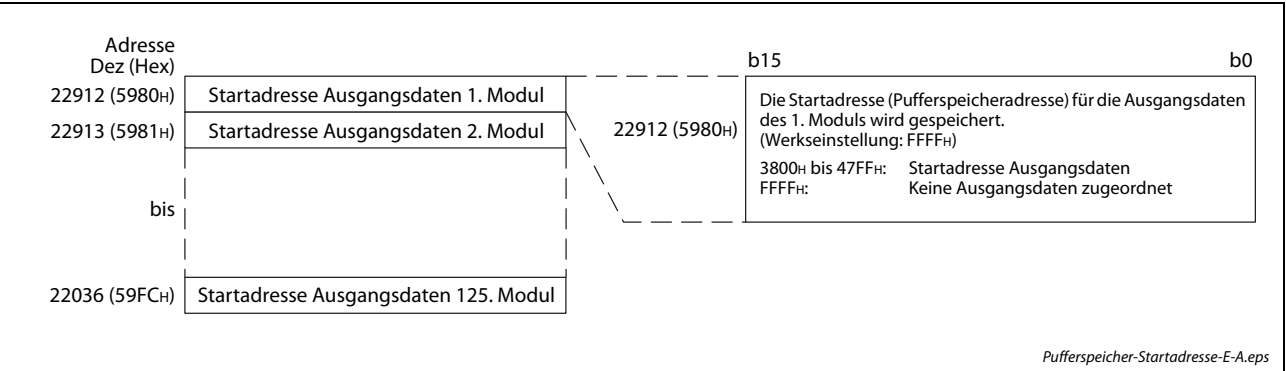 Adresse
Dez (Hex)
b15 b0
22912 (5980H) Startadresse Ausgangsdaten 1. Modul
22913 (5981H) Startadresse Ausgangsdaten 2. Modul
bis
22036 (59FCH) Startadresse Ausgangsdaten 125. Modul
22912 (5980H)
Die Startadresse (Pufferspeicheradresse) für die Ausgangsdaten
des 1. Moduls wird gespeichert.
(Werkseinstellung: FFFFH)
3800H bis 47FFH: Startadresse Ausgangsdaten
FFFFH: Keine Ausgangsdaten zugeordnet
Pufferspeicher-Startadresse-E-A.eps